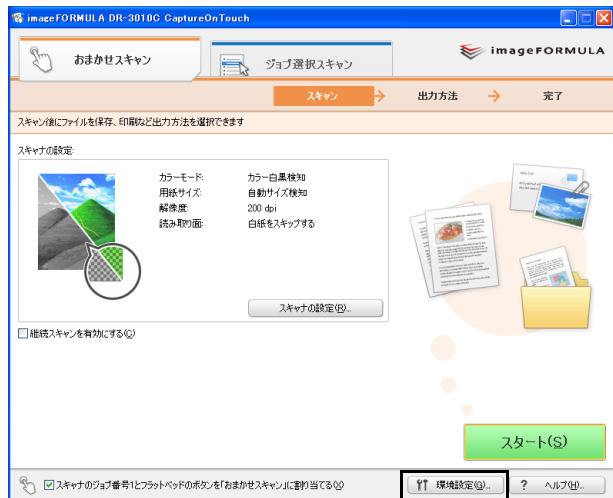 imageFORMULA DR-3010C CaptureOnTouch
おまかせスキャン
ジョブ選択スキャン
imageFORMULA
スキャン
出力方法
完了
スキャン後にファイルを保存、印刷など出力方法を選択できます
スキャナの設定:
カラーモード: カラー白黒検知
用紙サイズ: 自動サイズ検知
解像度: 200 dpi
読み取り面: 白紙をスキップする
スキャナの設定(R)...
継続スキャンを有効にする(C)
スタート(S)
スキャナのジョブ番号1とフラットベッドのボタンを「おまかせスキャン」に割り当てる(X)
環境設定(G)...
? ヘルプ(H)...